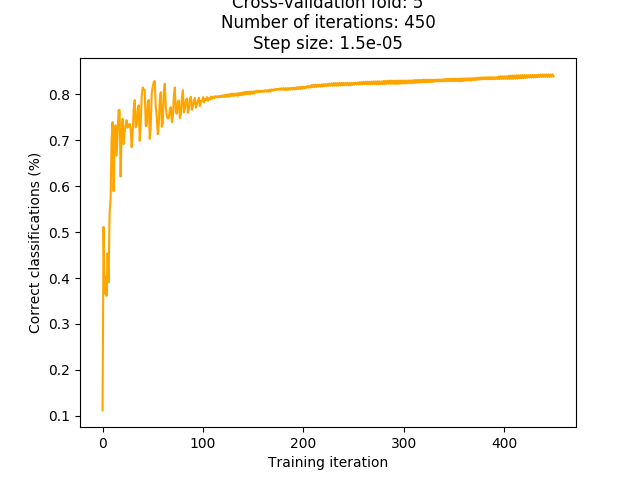 Cross-validation fold: 5
Number of iterations: 450
Step size: 1.5e-05
Correct classifications (%)
0.8
0.7
0.6
0.5
0.4
0.3
0.2
0.1
0 100 200 300 400
Training iteration